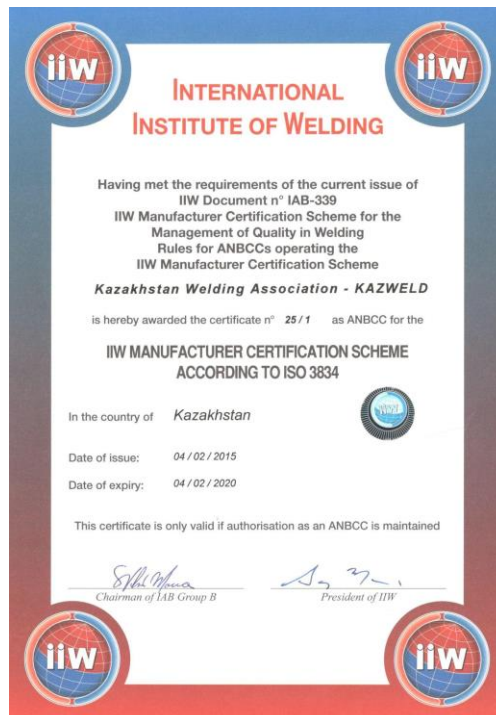 iiw
iiw
INTERNATIONAL
INSTITUTE OF WELDING
Having met the requirements of the current issue of
IIW Document n° IAB-339
IIW Manufacturer Certification Scheme for the
Management of Quality in Welding
Rules for ANBCCs operating the
IIW Manufacturer Certification Scheme
Kazakhstan Welding Association - KAZWELD
is hereby awarded the certificate n° 25 / 1 as ANBCC for the
IIW MANUFACTURER CERTIFICATION SCHEME
ACCORDING TO ISO 3834
In the country of Kazakhstan
Date of issue: 04 / 02 / 2015
Date of expiry: 04 / 02 / 2020
This certificate is only valid if authorisation as an ANBCC is maintained
Chairman of IAB Group B President of IIW
iiw
iiw